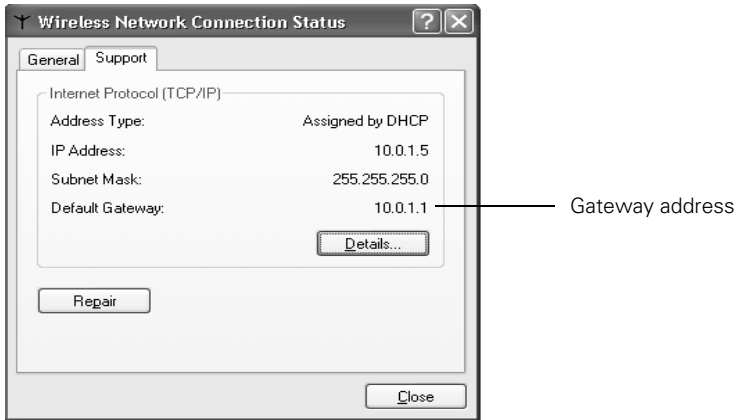 Wireless Network Connection Status
General Support
Internet Protocol (TCP/IP)
Address Type: Assigned by DHCP
IP Address: 10.0.1.5
Subnet Mask: 255.255.255.0
Default Gateway: 10.0.1.1 Gateway address
Details...
Repair
Close